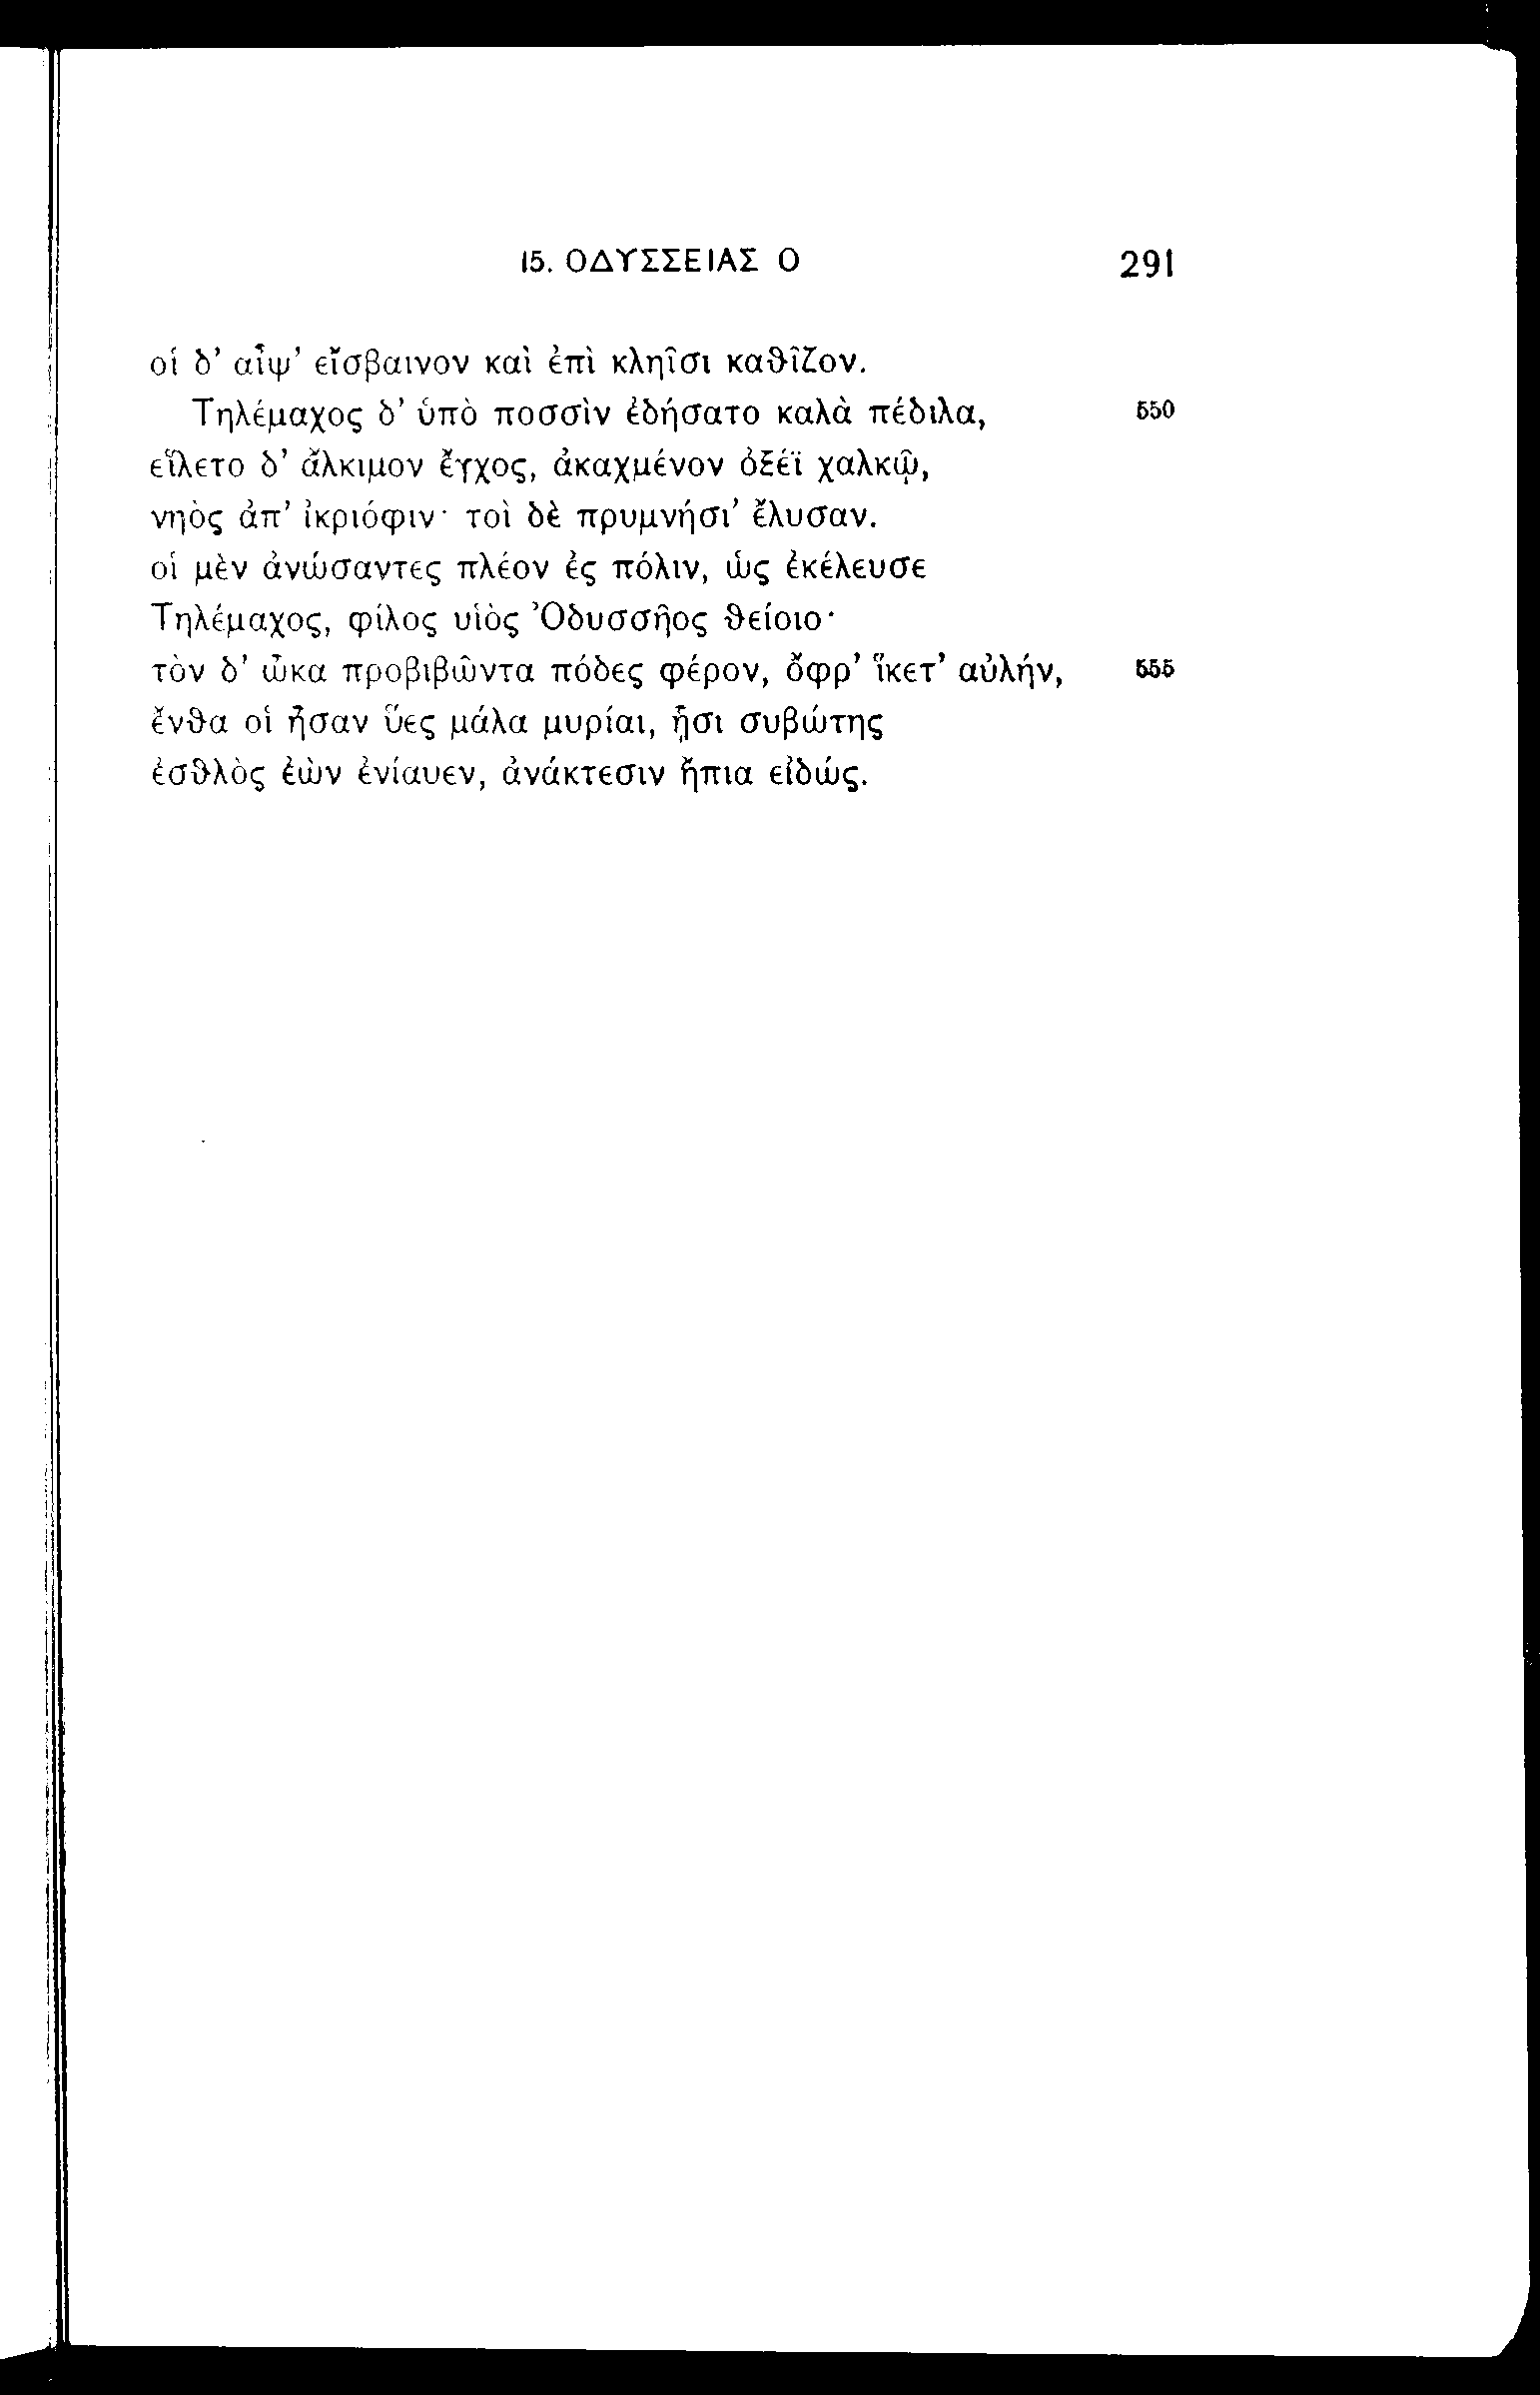 15. ΟΔΥΣΣΕΙΑΣ Ο 291
οἱ δ’ αἶψ’ εἴσβαινον καὶ ἐπὶ κληῖσι καθῖζον.
Τηλέμαχος δ’ ὑπὸ ποσσὶν ἐδήσατο καλὰ πέδιλα, 550
εἵλετο δ’ ἄλκιμον ἔγχος, ἀκαχμένον ὀξέϊ χαλκῷ,
νηὸς ἀπ’ ἰκριόφιν· τοὶ δὲ πρυμνήσι’ ἔλυσαν.
οἱ μὲν ἀνώσαντες πλέον ἐς πόλιν, ὡς ἐκέλευσε
Τηλέμαχος, φίλος υἱὸς Ὀδυσσῆος θείοιο·
τὸν δ’ ὦκα προβιβῶντα πόδες φέρον, ὄφρ’ ἵκετ’ αὐλήν, 555
ἔνθα οἱ ἦσαν ὕες μάλα μυρίαι, ᾗσι συβώτης
ἐσθλὸς ἐὼν ἐνίαυεν, ἀνάκτεσιν ἤπια εἰδώς.